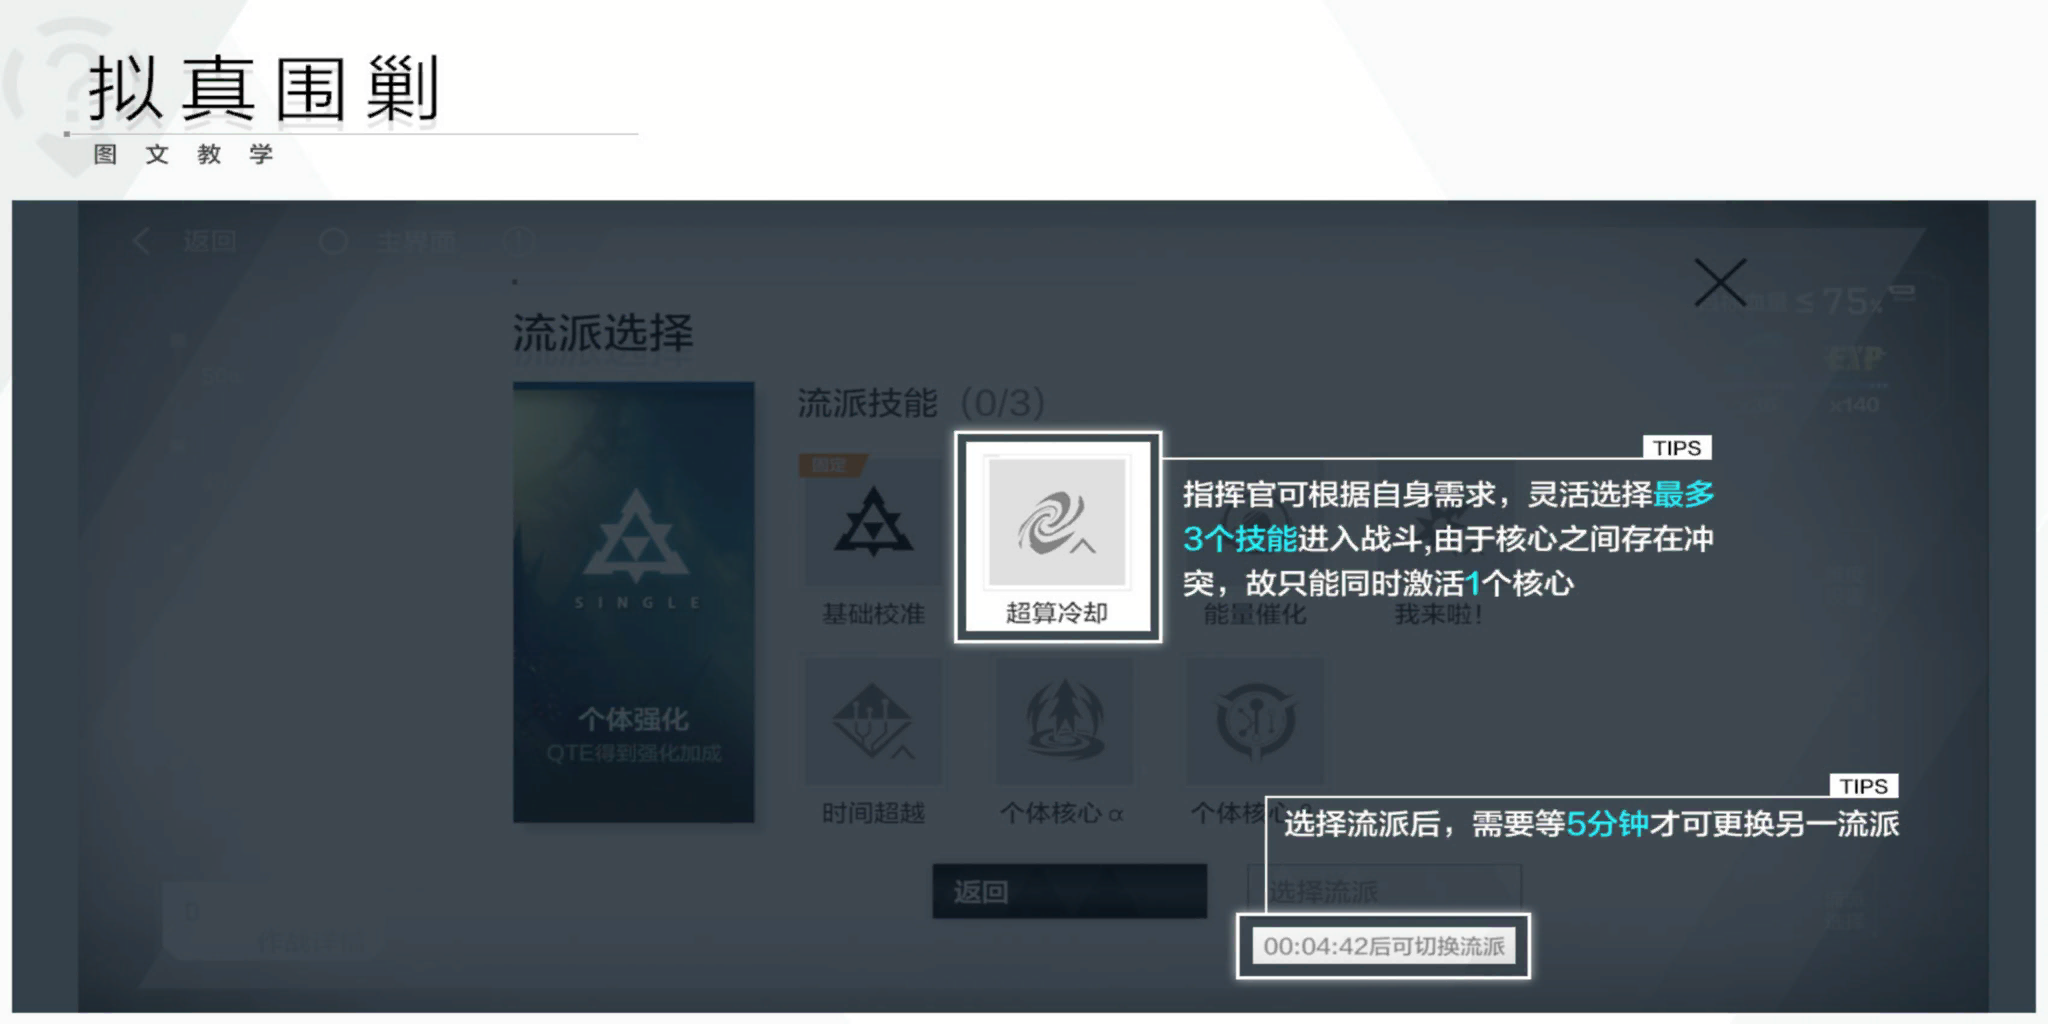 拟真围剿
图文教学
返回
主界面
≤75%
流派选择
EXP
x140
流派技能（0/3）
TIPS
固定
指挥官可根据自身需求，灵活选择最多
3个技能进入战斗,由于核心之间存在冲
突，故只能同时激活1个核心
SINGLE
基础校准
超算冷却
能量催化
我来啦！
个体强化
QTE得到强化加成
时间超越
个体核心α
个体核心
TIPS
选择流派后，需要等5分钟才可更换另一流派
返回
选择流派
00:04:42后可切换流派